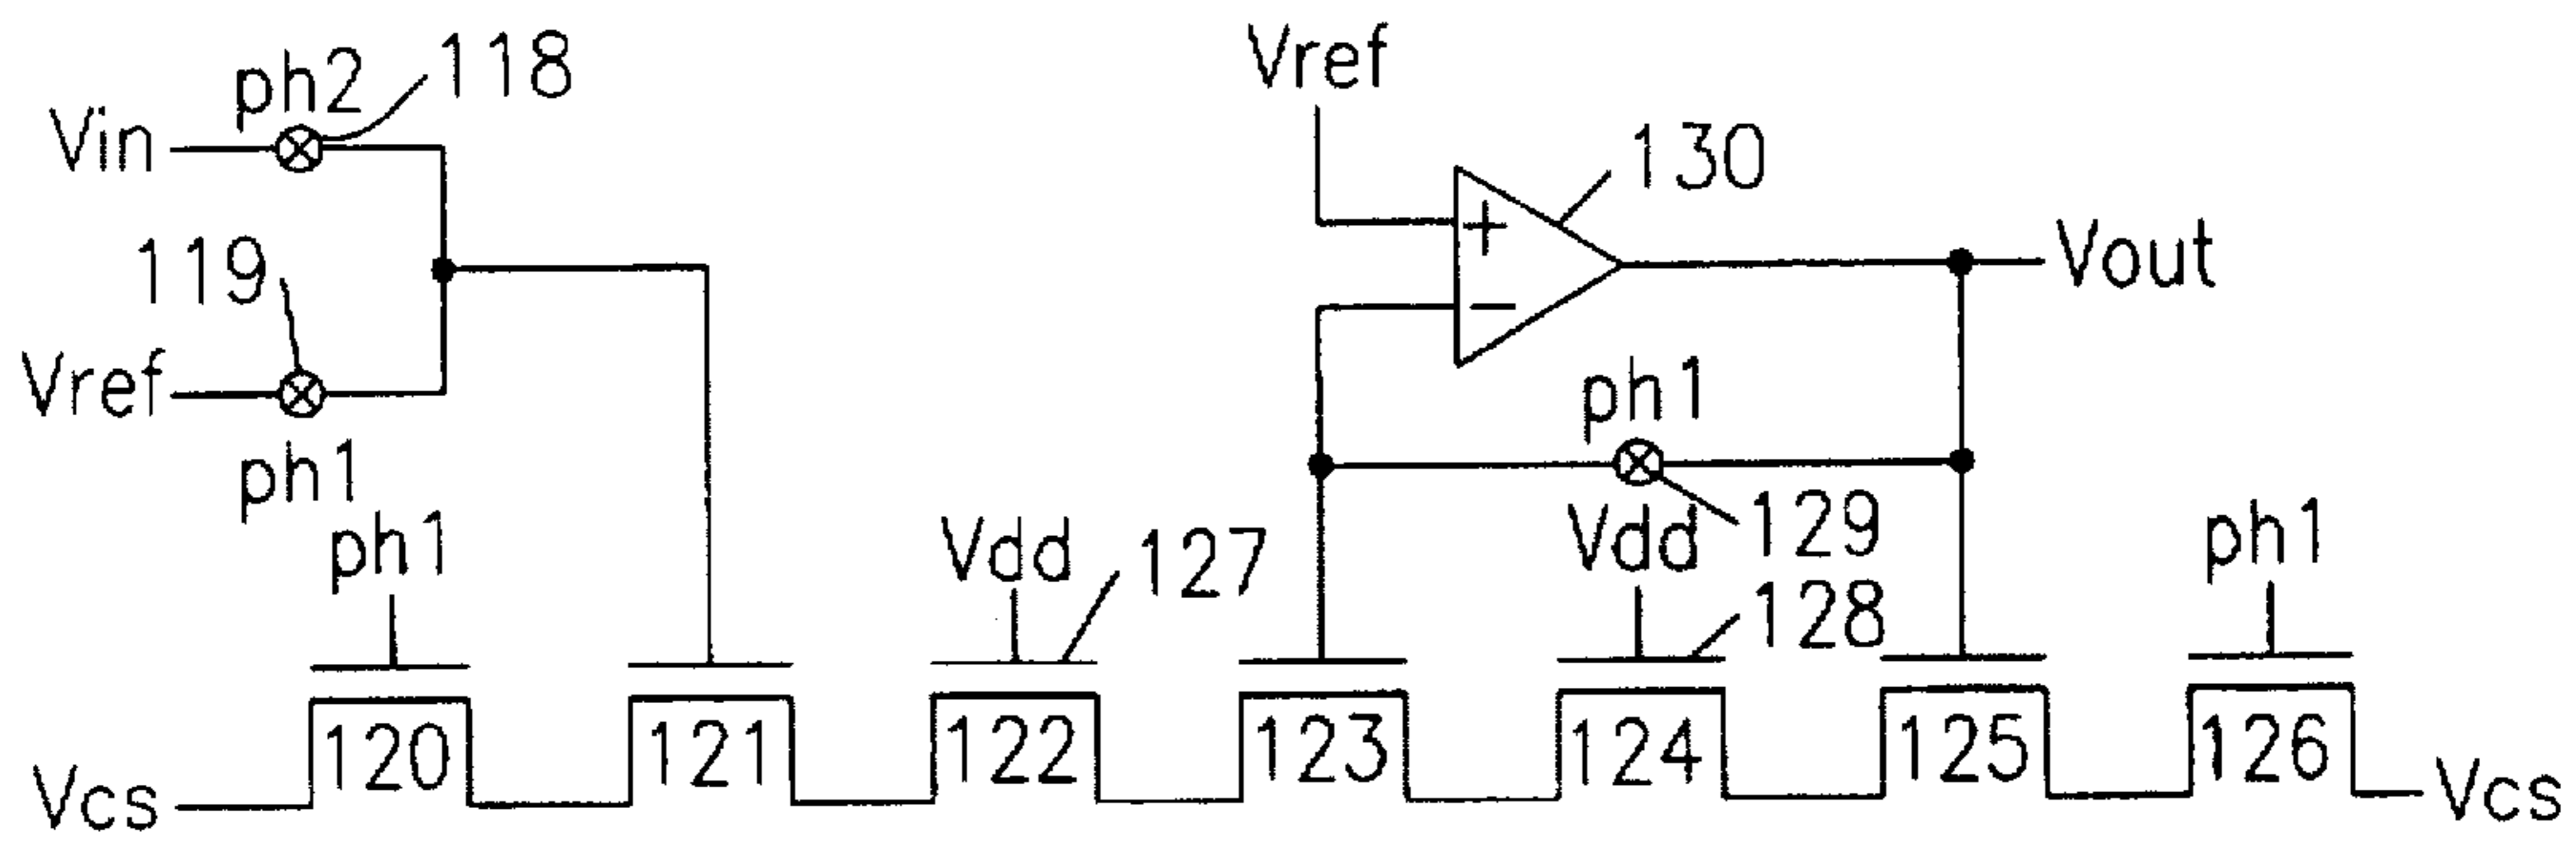 Vref
ph2 118
Vin
130
+
119
Vout
−
Vref
ph1
ph1
ph1
Vdd 127
Vdd 129
ph1
128
120 121 122 123 124 125 126
Vcs
Vcs